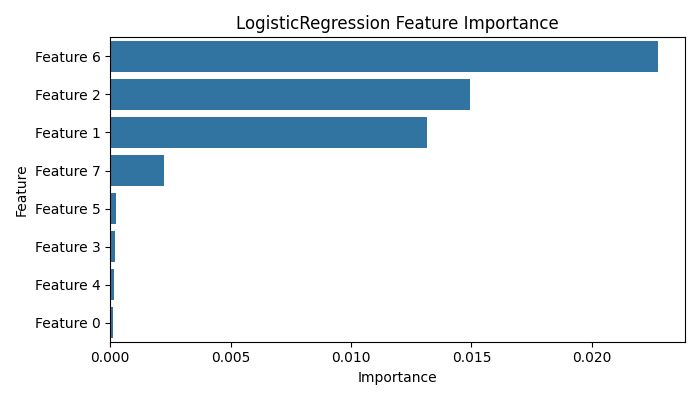 LogisticRegression Feature Importance
Feature 6
Feature 2
Feature 1
Feature 7
Feature 5
Feature 3
Feature 4
Feature 0
Feature
0.000 0.005 0.010 0.015 0.020
Importance